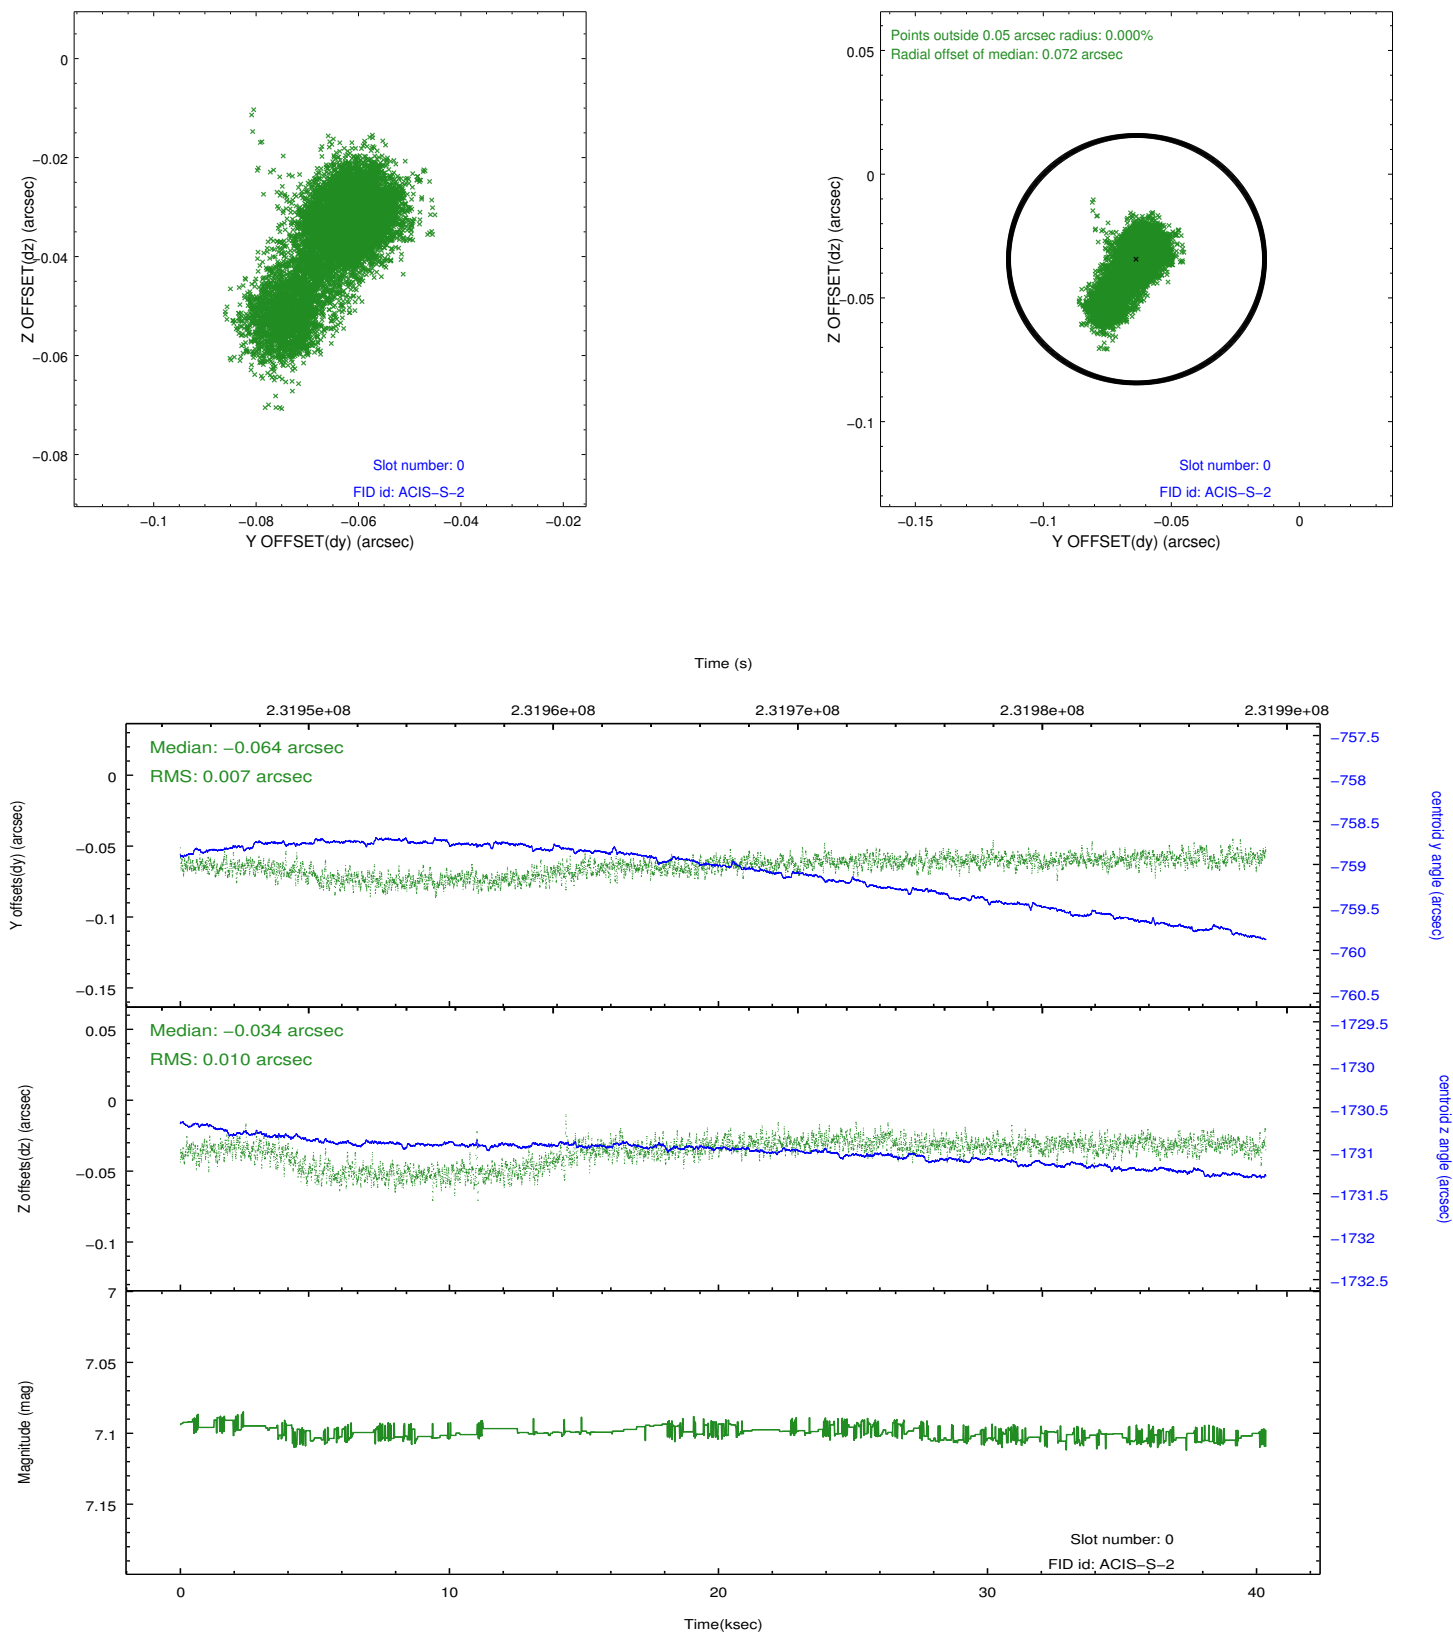 0
−0.02
−0.04
−0.06
−0.08
Z OFFSET(dz) (arcsec)
Slot number: 0
FID id: ACIS−S−2
−0.1 −0.08 −0.06 −0.04 −0.02
Y OFFSET(dy) (arcsec)
Points outside 0.05 arcsec radius: 0.000%
Radial offset of median: 0.072 arcsec
0.05
0
−0.05
−0.1
Z OFFSET(dz) (arcsec)
Slot number: 0
FID id: ACIS−S−2
−0.15 −0.1 −0.05 0
Y OFFSET(dy) (arcsec)
Time (s)
2.3195e+08 2.3196e+08 2.3197e+08 2.3198e+08 2.3199e+08
Median: −0.064 arcsec
RMS: 0.007 arcsec
0
−0.05
−0.1
−0.15
Y offsets(dy) (arcsec)
−757.5
−758
−758.5
−759
−759.5
−760
−760.5
centroid y angle (arcsec)
Median: −0.034 arcsec
RMS: 0.010 arcsec
0.05
0
−0.05
−0.1
Z offsets(dz) (arcsec)
−1729.5
−1730
−1730.5
−1731
−1731.5
−1732
−1732.5
centroid z angle (arcsec)
7
7.05
7.1
7.15
Magnitude (mag)
Slot number: 0
FID id: ACIS−S−2
0 10 20 30 40
Time(ksec)